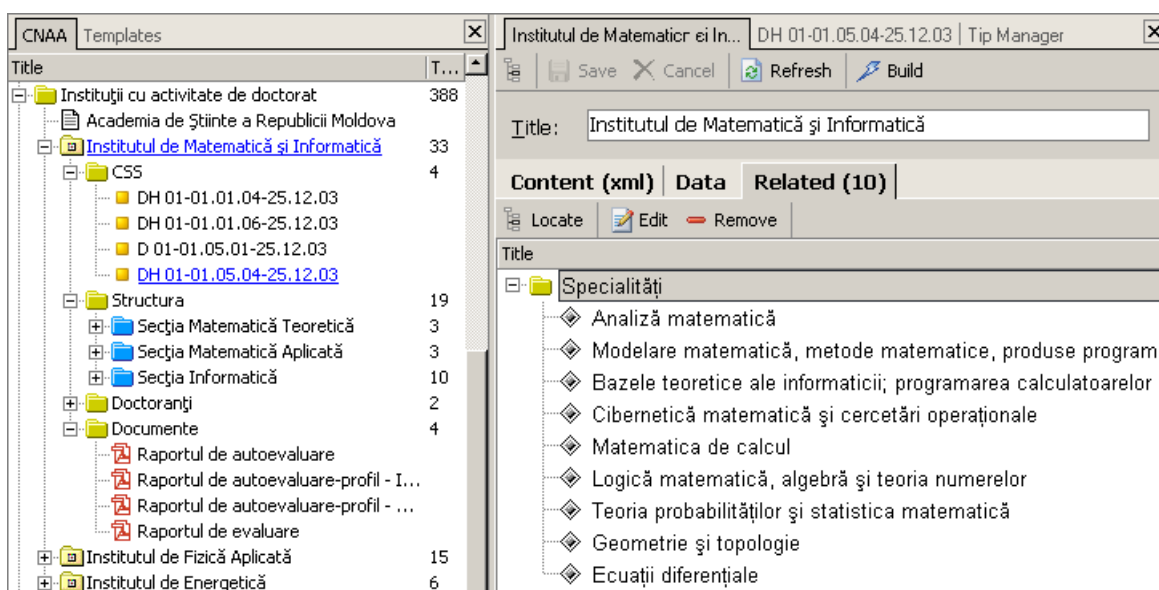 CNAA Templates
Title T...
Instituţii cu activitate de doctorat 388
Academia de Ştiinte a Republicii Moldova
Institutul de Matematică şi Informatică 33
CSS 4
DH 01-01.01.04-25.12.03
DH 01-01.01.06-25.12.03
D 01-01.05.01-25.12.03
DH 01-01.05.04-25.12.03
Structura 19
Secţia Matematică Teoretică 3
Secţia Matematică Aplicată 3
Secţia Informatică 10
Doctoranţi 2
Documente 4
Raportul de autoevaluare
Raportul de autoevaluare-profil - I...
Raportul de autoevaluare-profil - ...
Raportul de evaluare
Institutul de Fizică Aplicată 15
Institutul de Energetică 6
Institutul de Matematicг єi In... DH 01-01.05.04-25.12.03 Tip Manager
Save Cancel Refresh Build
Title: Institutul de Matematică şi Informatică
Content (xml) Data Related (10)
Locate Edit Remove
Title
Specialităţi
Analiză matematică
Modelare matematică, metode matematice, produse program
Bazele teoretice ale informaticii; programarea calculatoarelor
Cibernetică matematică şi cercetări operaţionale
Matematica de calcul
Logică matematică, algebră şi teoria numerelor
Teoria probabilităţilor şi statistica matematică
Geometrie şi topologie
Ecuaţii diferenţiale